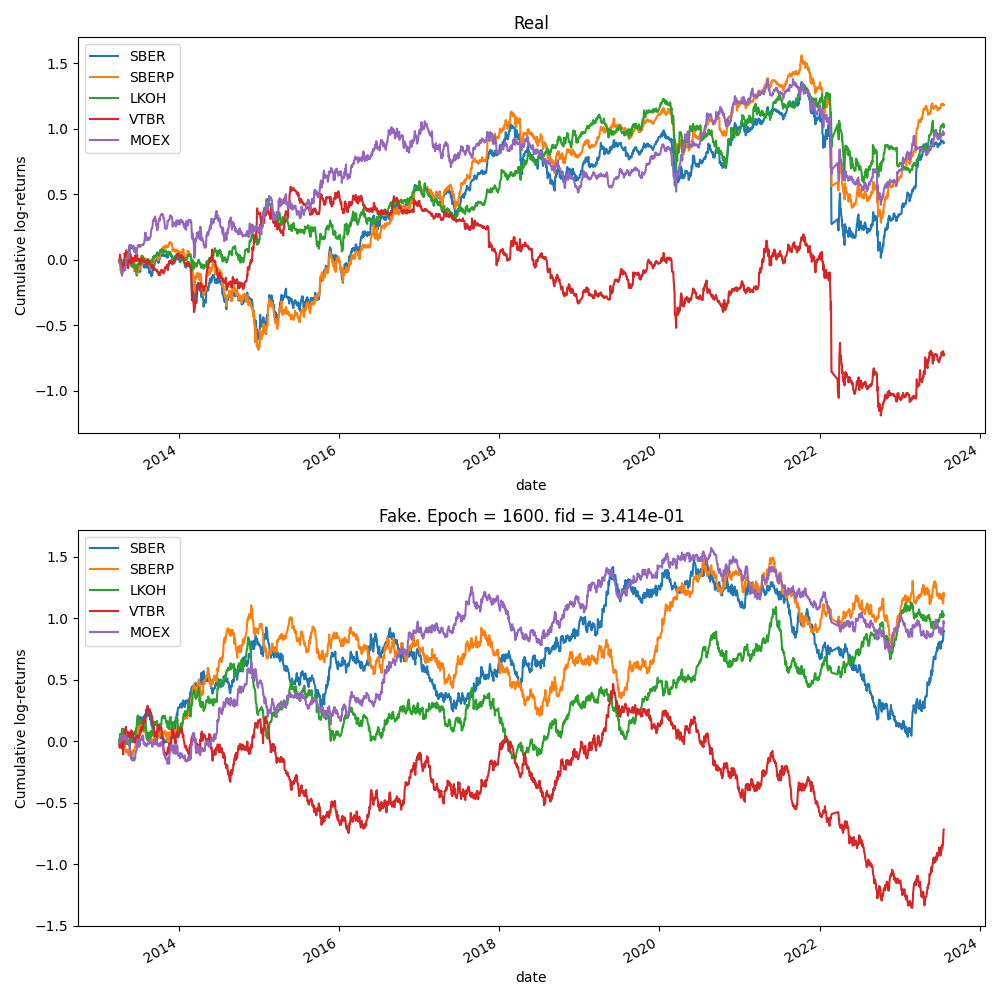 Real
SBER
SBERP
LKOH
VTBR
MOEX
Cumulative log-returns
1.5
1.0
0.5
0.0
−0.5
−1.0
2014
2016
2018
2020
2022
2024
date
Fake. Epoch = 1600. fid = 3.414e-01
SBER
SBERP
LKOH
VTBR
MOEX
Cumulative log-returns
1.5
1.0
0.5
0.0
−0.5
−1.0
−1.5
2014
2016
2018
2020
2022
2024
date